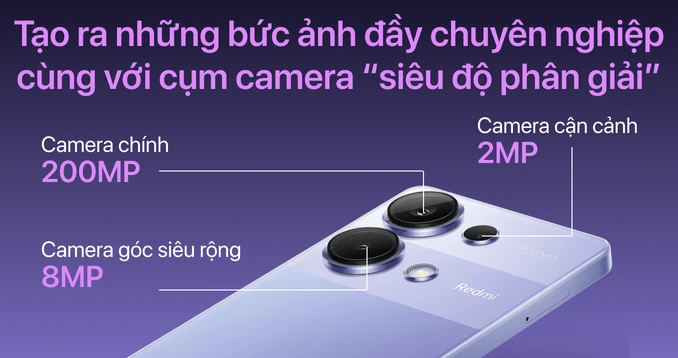 Tạo ra những bức ảnh đầy chuyên nghiệp
cùng với cụm camera “siêu độ phân giải”
Camera cận cảnh
2MP
Camera chính
200MP
Camera góc siêu rộng
8MP
200MP
Redmi